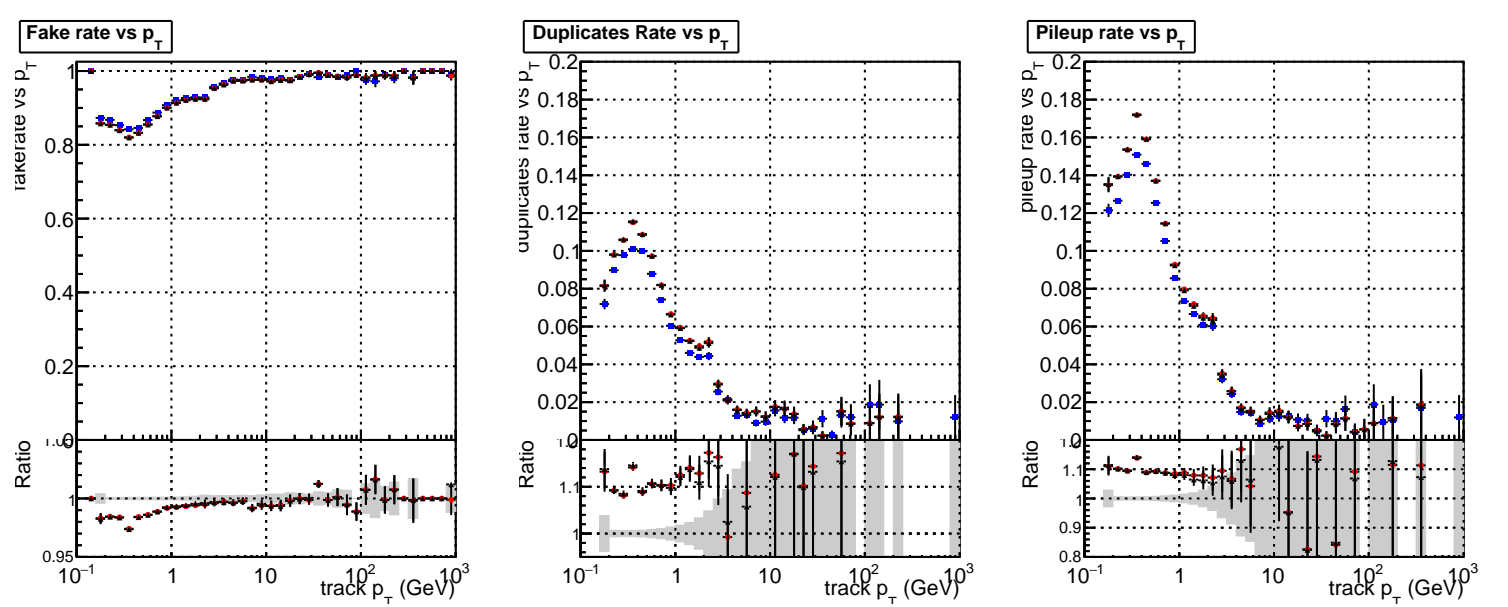 Fake rate vs p_T
fakerate vs p_T
1
0.8
0.6
0.4
0.2
0
Ratio
1
0.95
10^−1 1 10 10^2 10^3
track p_T (GeV)
Duplicates Rate vs p_T
duplicates rate vs p_T
0.2
0.18
0.16
0.14
0.12
0.1
0.08
0.06
0.04
0.02
Ratio
1.1
1
10^−1 1 10 10^2 10^3
track p_T (GeV)
Pileup rate vs p_T
pileup rate vs p_T
0.2
0.18
0.16
0.14
0.12
0.1
0.08
0.06
0.04
0.02
Ratio
1.1
1
0.9
0.8
10^−1 1 10 10^2 10^3
track p_T (GeV)